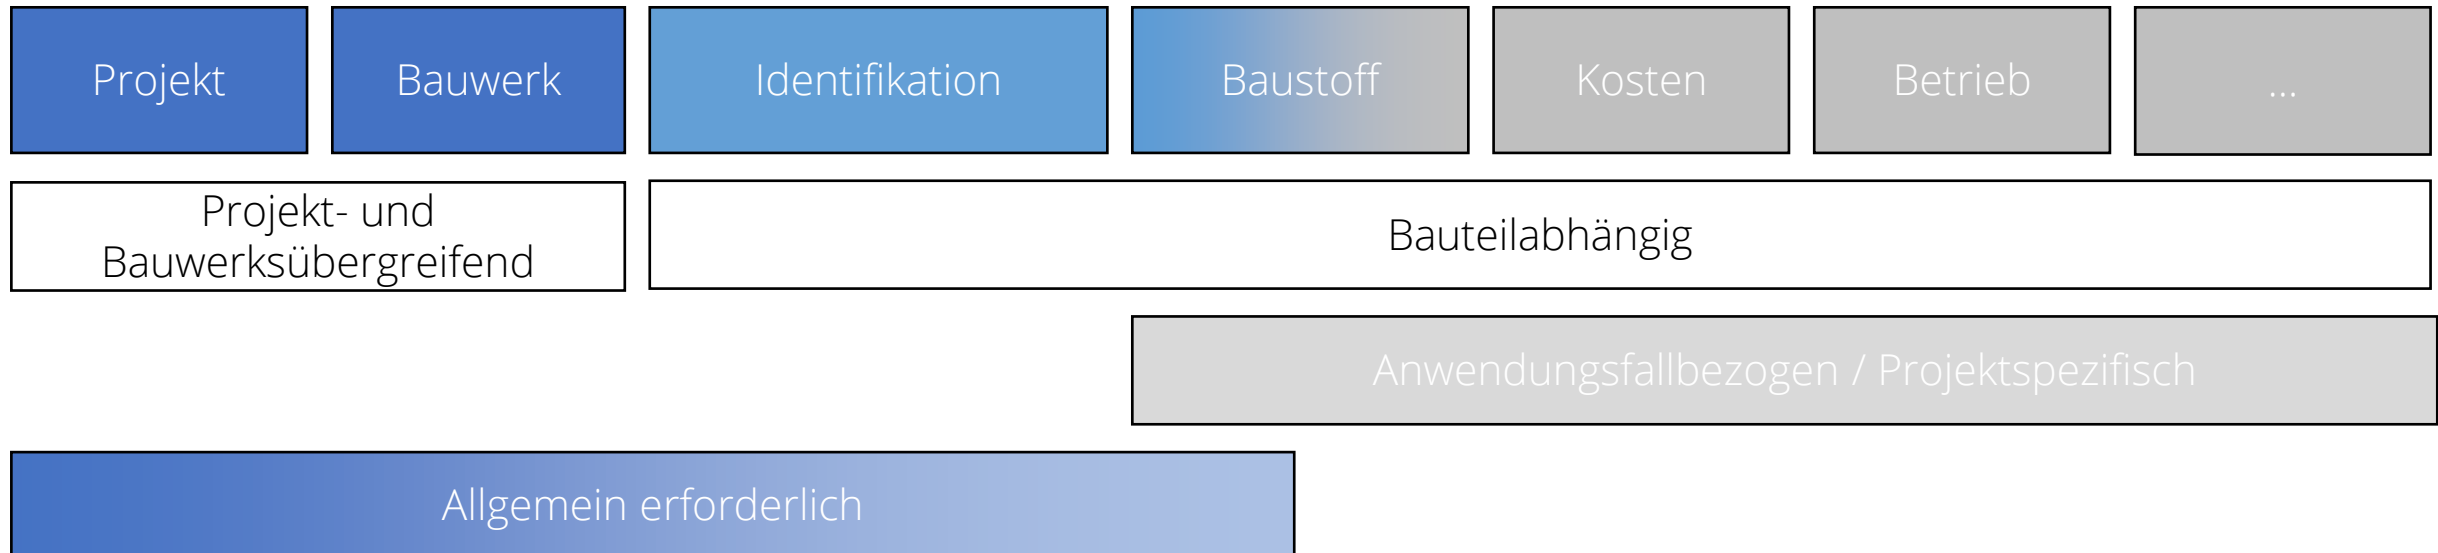 Projekt
Bauwerk
Identifikation
Baustoff
Kosten
Betrieb
...
Projekt- und
Bauwerksübergreifend
Bauteilabhängig
Anwendungsfallbezogen / Projektspezifisch
Allgemein erforderlich